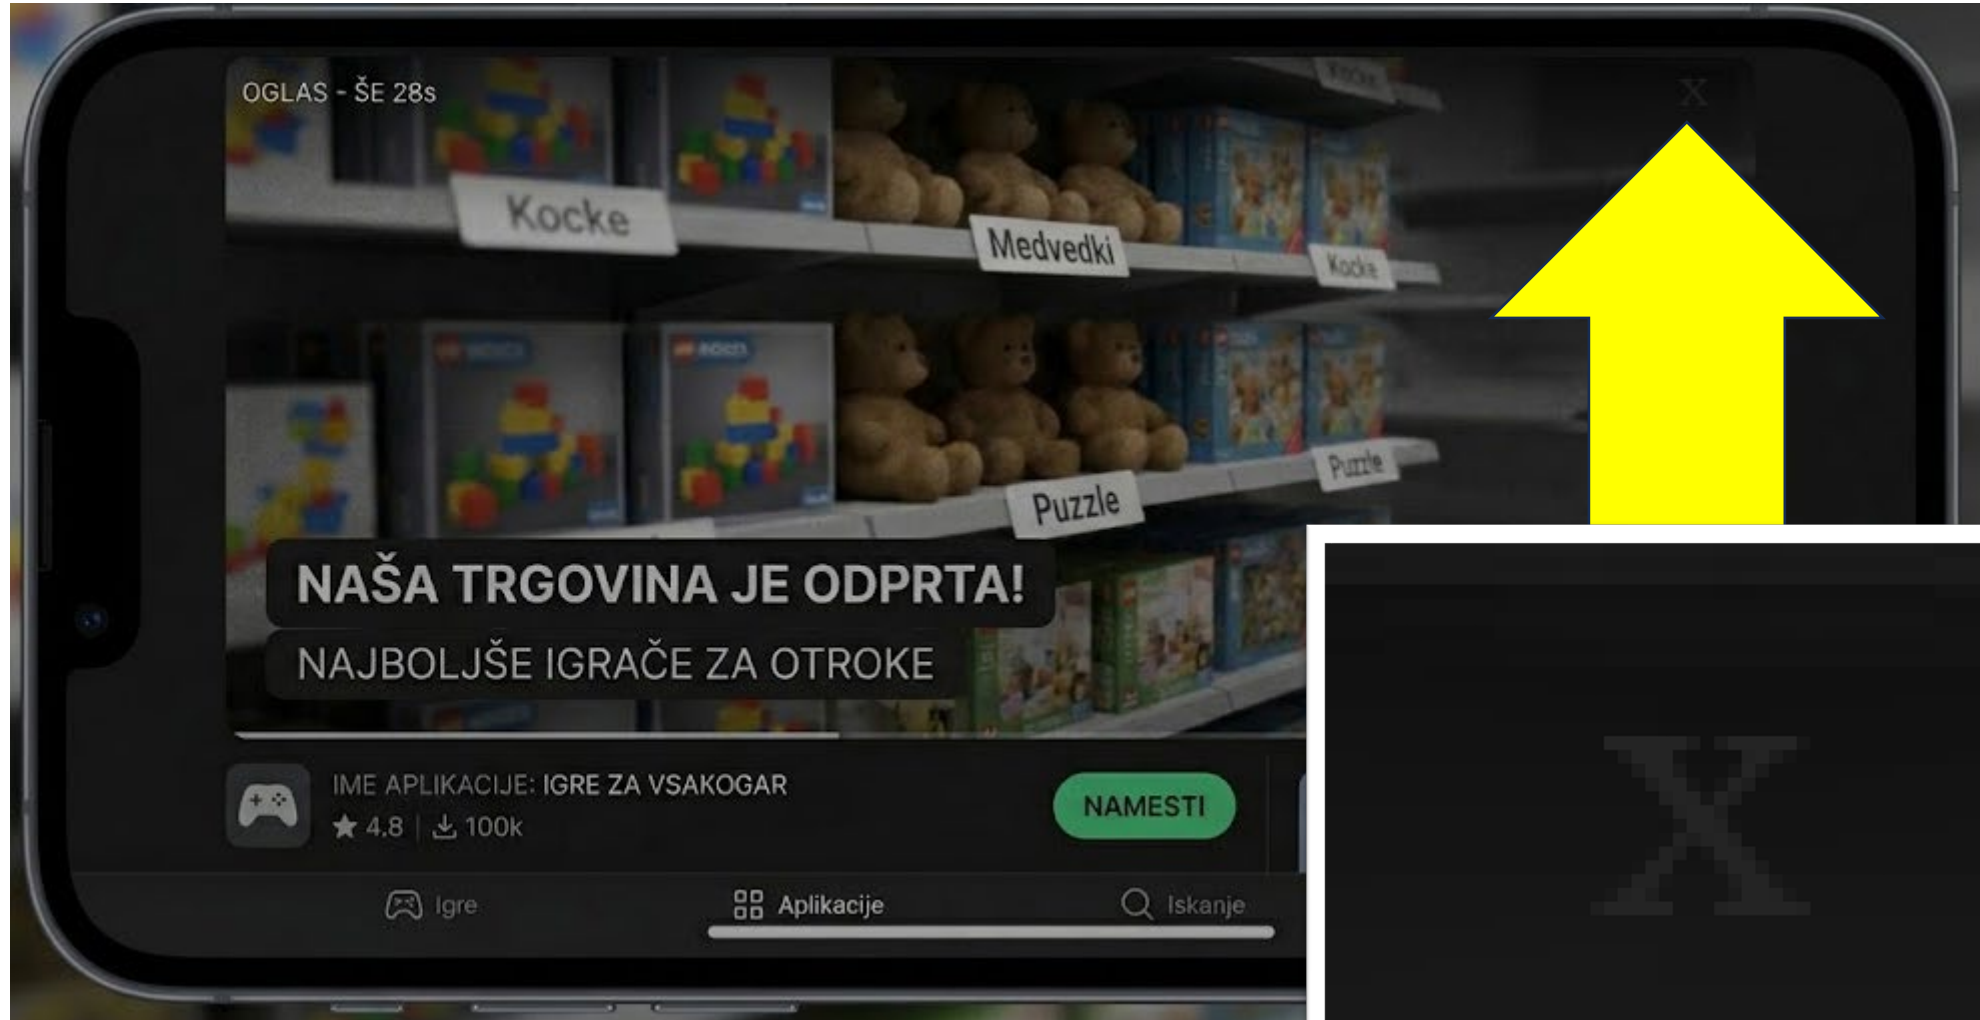 OGLAS - ŠE 28s
X
Kocke
Kocke
Medvedki
Kocke
Puzzle
Puzzle
NAŠA TRGOVINA JE ODPRTA!
NAJBOLJŠE IGRAČE ZA OTROKE
IME APLIKACIJE: IGRE ZA VSAKOGAR
4.8 | 100k
NAMESTI
Igre
Aplikacije
Iskanje
X